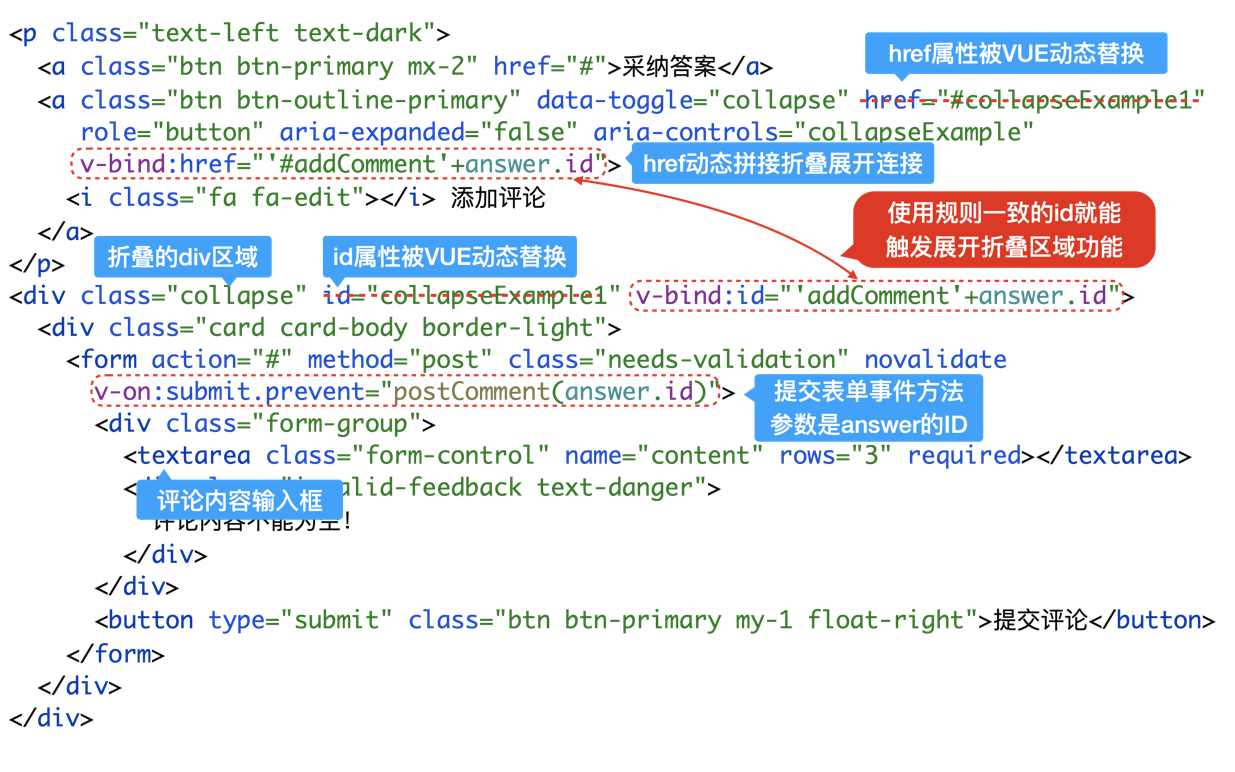 <p class="text-left text-dark">
<a class="btn btn-primary mx-2" href="#">采纳答案</a>
href属性被VUE动态替换
<a class="btn btn-outline-primary" data-toggle="collapse" href="#collapseExample1"
role="button" aria-expanded="false" aria-controls="collapseExample"
v-bind:href="'#addComment'+answer.id">
href动态拼接折叠展开连接
<i class="fa fa-edit"></i> 添加评论
使用规则一致的id就能
触发展开折叠区域功能
</a>
折叠的div区域
id属性被VUE动态替换
</p>
<div class="collapse" id="collapseExample1" v-bind:id="'addComment'+answer.id">
<div class="card card-body border-light">
<form action="#" method="post" class="needs-validation" novalidate
v-on:submit.prevent="postComment(answer.id)">
提交表单事件方法
参数是answer的ID
<div class="form-group">
<textarea class="form-control" name="content" rows="3" required></textarea>
alid-feedback text-danger">
评论内容输入框
评论内容不能为空!
</div>
</div>
<button type="submit" class="btn btn-primary my-1 float-right">提交评论</button>
</form>
</div>
</div>